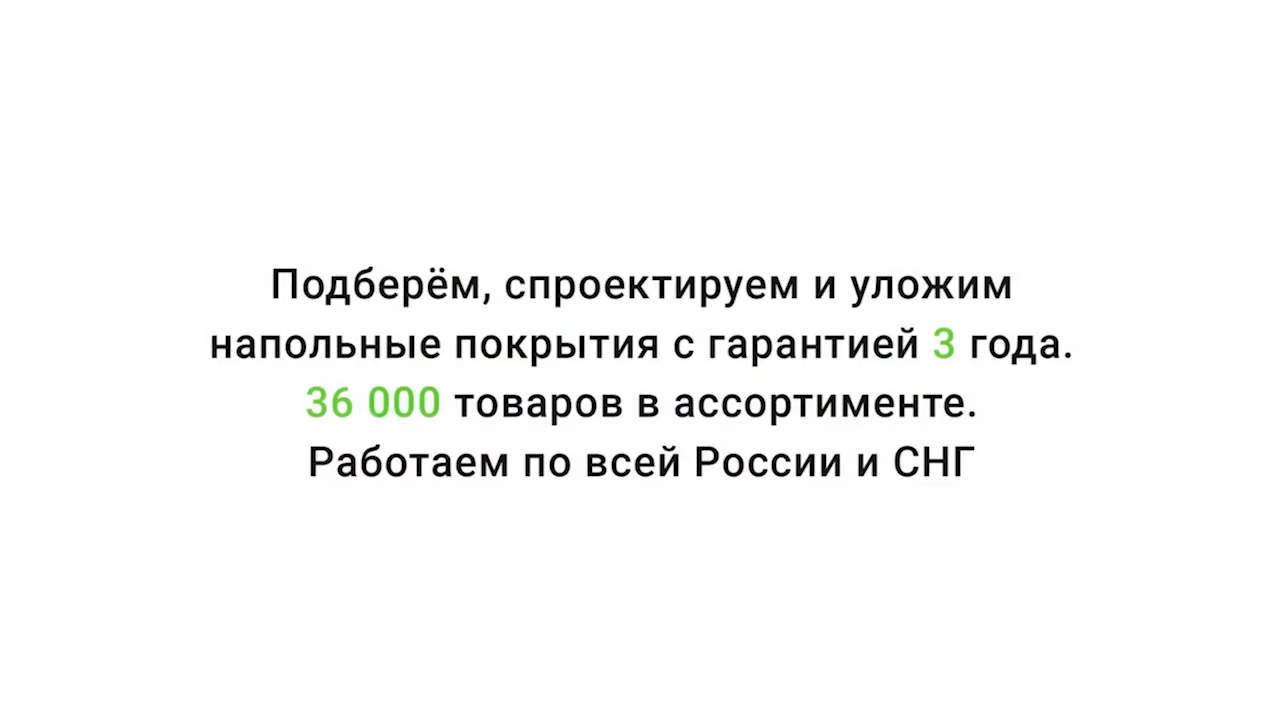 Подберём, спроектируем и уложим
напольные покрытия с гарантией 3 года.
36 000 товаров в ассортименте.
Работаем по всей России и СНГ